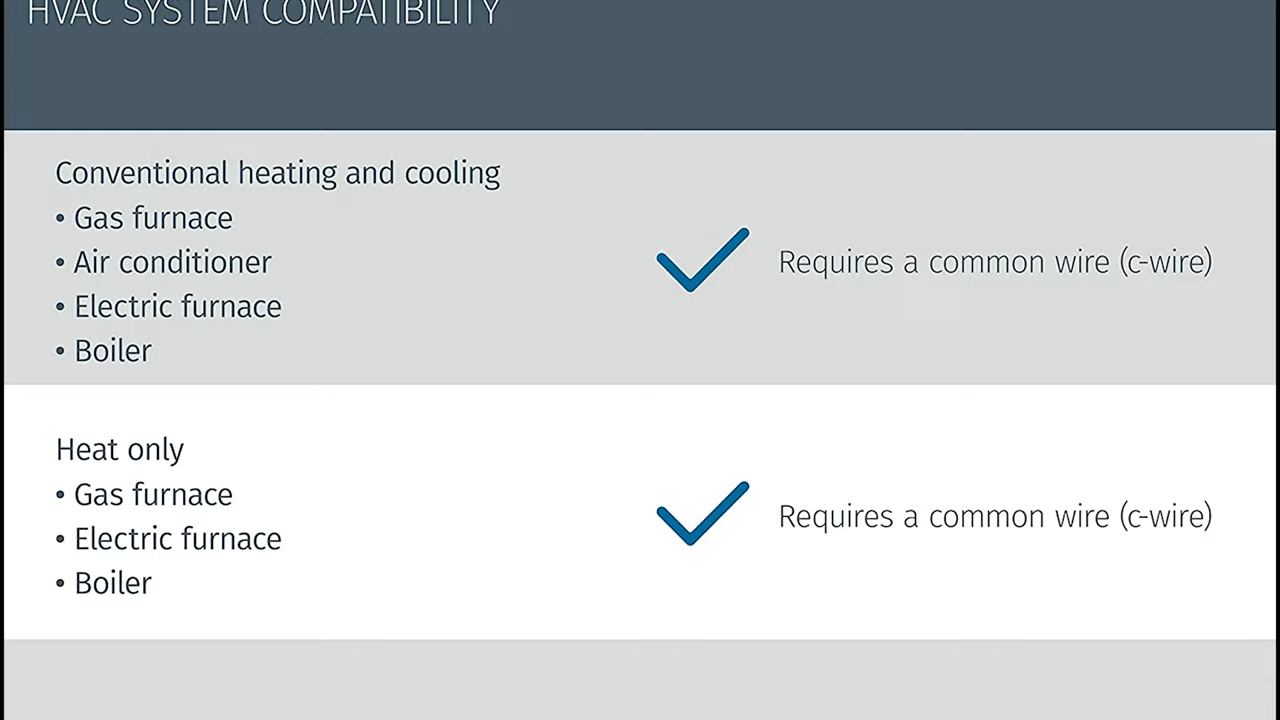 HVAC SYSTEM COMPATIBILITY
Conventional heating and cooling
• Gas furnace
• Air conditioner
• Electric furnace
• Boiler
Requires a common wire (c-wire)
Heat only
• Gas furnace
• Electric furnace
• Boiler
Requires a common wire (c-wire)